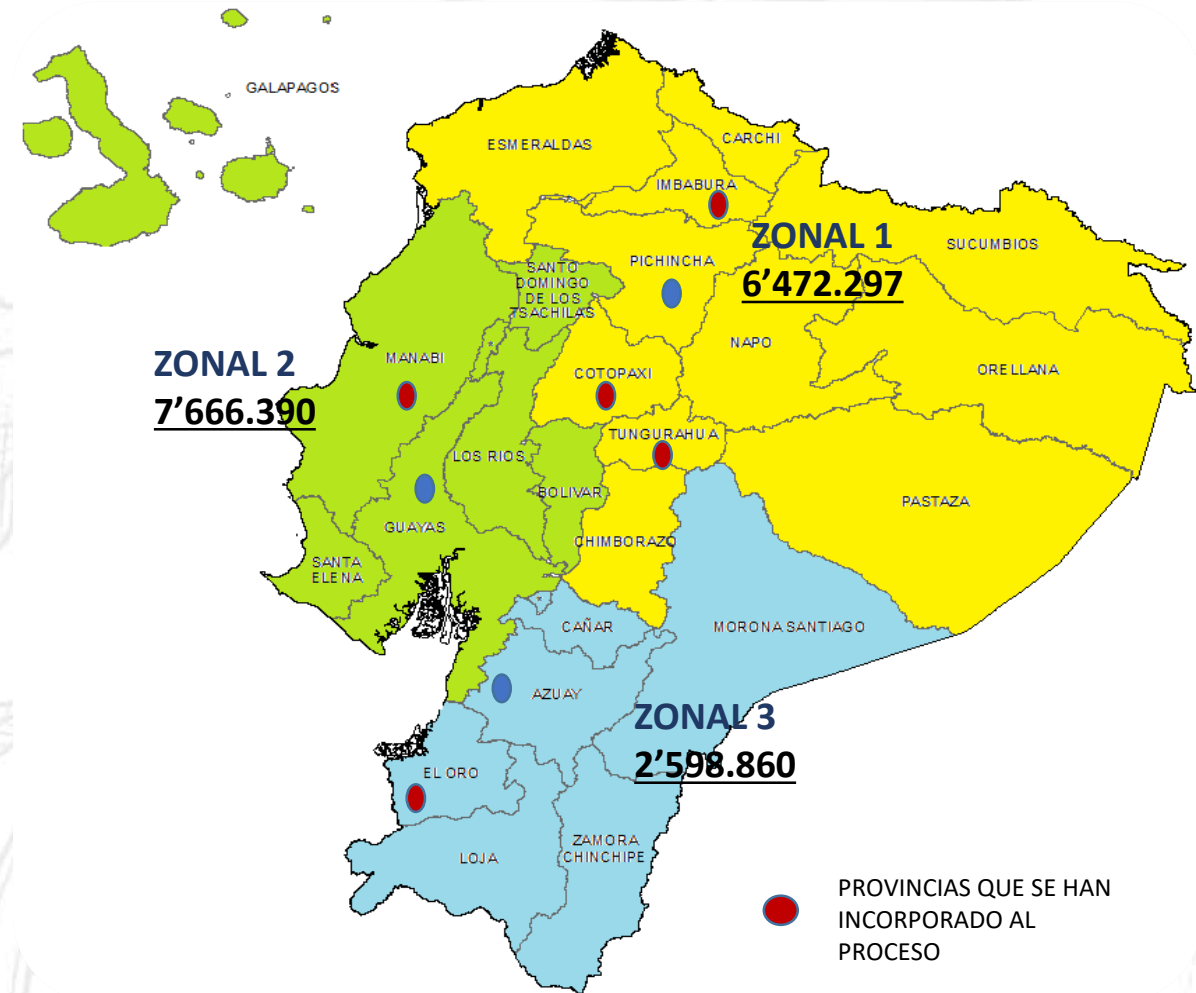 GALAPAGOS
ESMERALDAS
CARCHI
IMBABURA
ZONAL 1
6’472.297
SUCUMBIOS
PICHINCHA
SANTO
DOMINGO
DE LOS
TSACHILAS
NAPO
ORELLANA
ZONAL 2
7’666.390
MANABI
COTOPAXI
TUNGURAHUA
LOS RIOS
BOLIVAR
PASTAZA
GUAYAS
CHIMBORAZO
SANTA
ELENA
CAÑAR
MORONA SANTIAGO
AZUAY
ZONAL 3
2’598.860
EL ORO
LOJA
ZAMORA
CHINCHIPE
PROVINCIAS QUE SE HAN
INCORPORADO AL
PROCESO